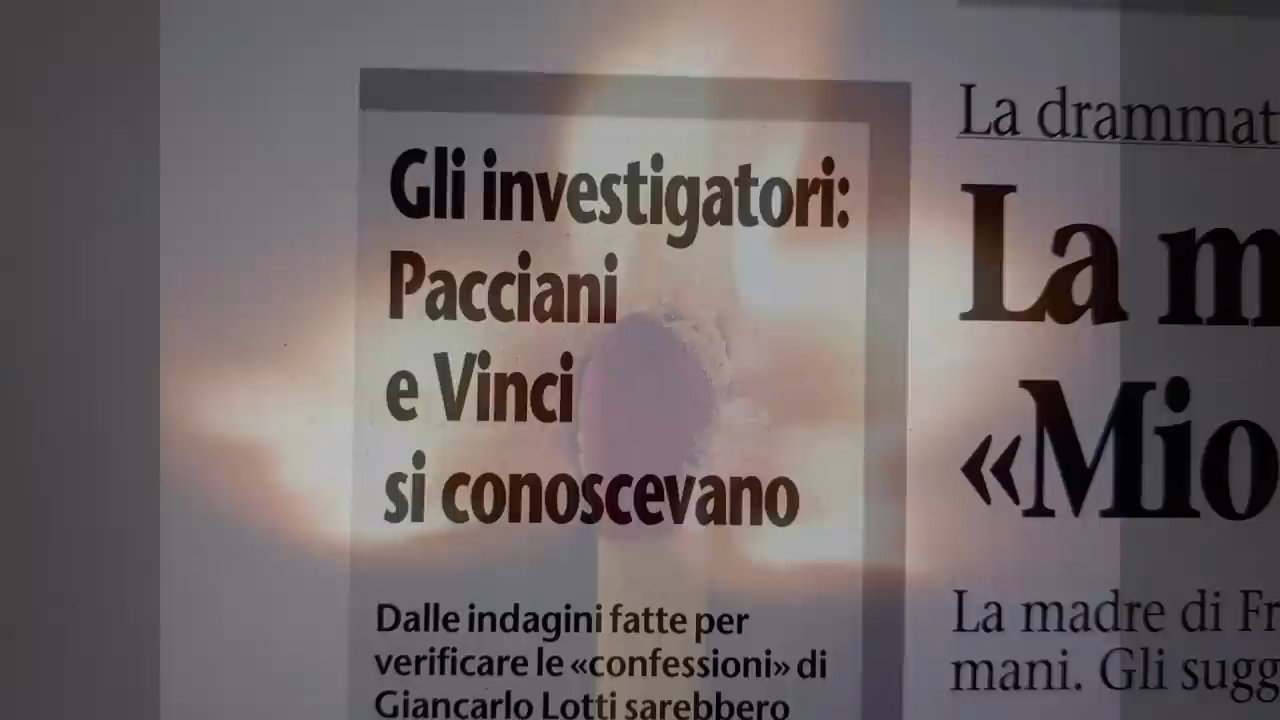 Gli investigatori:
Pacciani
e Vinci
si conoscevano
Dalle indagini fatte per
verificare le «confessioni» di
Giancarlo Lotti sarebbero
La drammat
La m
«Mio
La madre di Fr
mani. Gli sugg